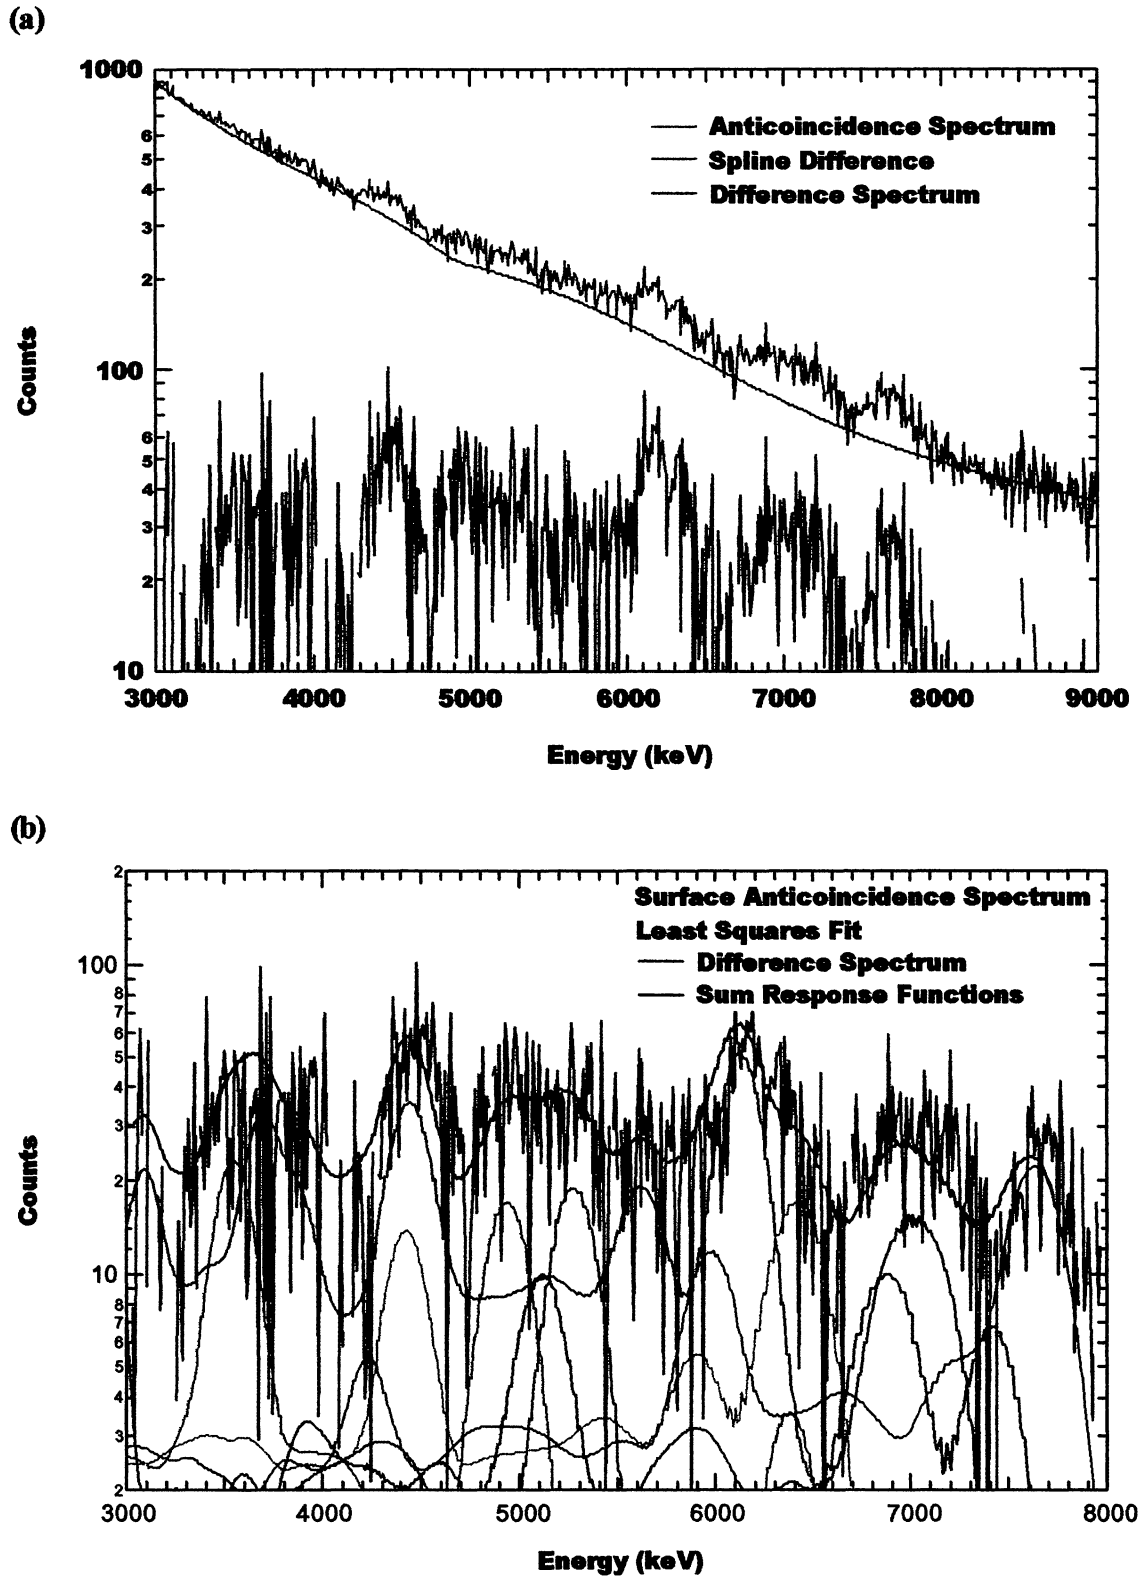 (a)
1000
6
5
4
3
2
100
6
5
4
3
2
10
Counts
Anticoincidence Spectrum
Spline Difference
Difference Spectrum
3000 4000 5000 6000 7000 8000 9000
Energy (keV)
(b)
2
100
8
7
6
5
4
3
2
10
8
7
6
5
4
3
2
Counts
Surface Anticoincidence Spectrum
Least Squares Fit
Difference Spectrum
Sum Response Functions
3000 4000 5000 6000 7000 8000
Energy (keV)